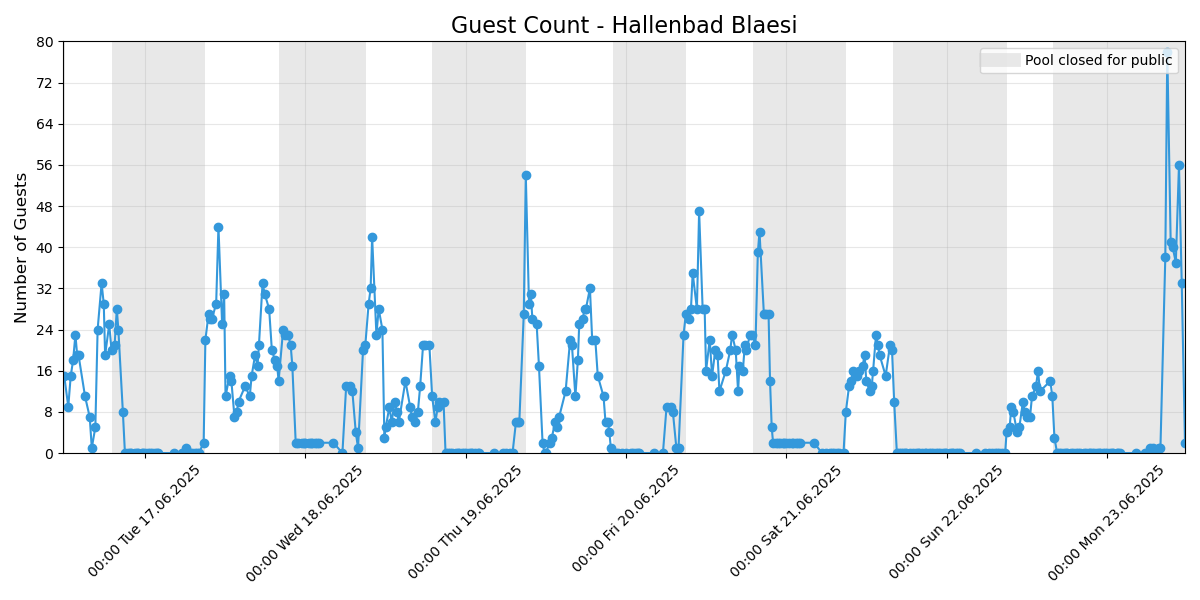 Guest Count - Hallenbad Blaesi
Pool closed for public
Number of Guests
80
72
64
56
48
40
32
24
16
8
0
00:00 Tue 17.06.2025
00:00 Wed 18.06.2025
00:00 Thu 19.06.2025
00:00 Fri 20.06.2025
00:00 Sat 21.06.2025
00:00 Sun 22.06.2025
00:00 Mon 23.06.2025